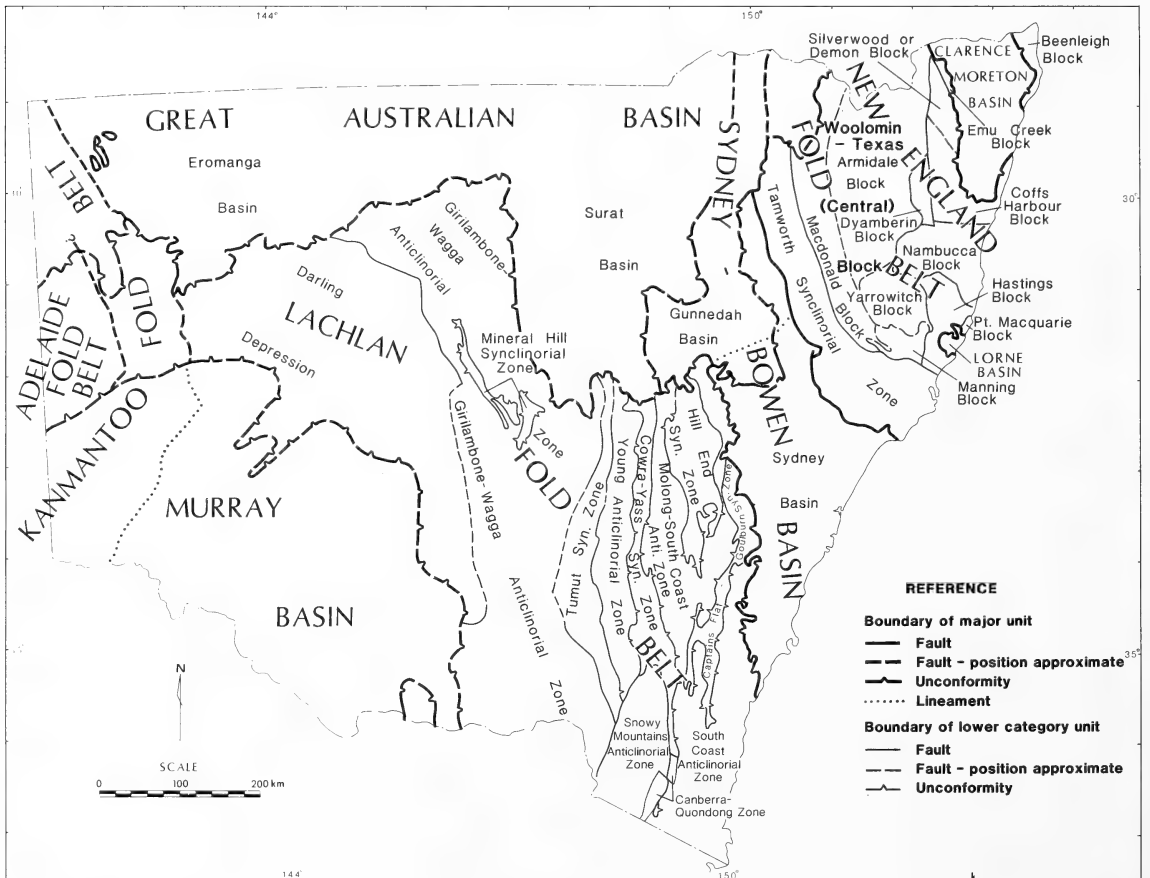 144°
150°
Silverwood or
Demon Block
CLARENCE
MORETON
BASIN
Beenleigh
Block
NEW
ENGLAND
FOLD
BELT
GREAT
AUSTRALIAN
BASIN
SYDNEY
BOWEN
BASIN
Emu Creek
Block
Woolomin
- Texas
Armidale
Block
(Central)
Dyamberin
Block
Block
Eromanga
Basin
BELT
30°
Coffs
Harbour
Block
Nambucca
Block
Hastings
Block
Yarrowitch
Block
Pt. Macquarie
Block
LORNE
BASIN
Manning
Block
Tamworth
Synclinorial
Zone
Macdonald
Block
Girilambone-
Wagga
Anticlinorial
Zone
Surat
Basin
Gunnedah
Basin
Darling
Depression
LACHLAN
FOLD
BELT
Mineral Hill
Synclinorial
Zone
ADELAIDE
FOLD
BELT
FOLD
KANMANTOO
MURRAY
BASIN
Girilambone-Wagga
Anticlinorial
Zone
Tumut Syn. Zone
Young Anticlinorial Zone
Cowra-Yass Syn. Zone
Molong-South Coast
Anti. Zone
Hill End
Syn. Zone
Goulburn Syn. Zone
Captains Flat
Sydney
Basin
35°
Snowy
Mountains
Anticlinorial
Zone
South
Coast
Anticlinorial
Zone
Canberra-
Quondong Zone
N
SCALE
0 100 200 km
REFERENCE
Boundary of major unit
Fault
Fault - position approximate
Unconformity
Lineament
Boundary of lower category unit
Fault
Fault - position approximate
Unconformity
144°
150°